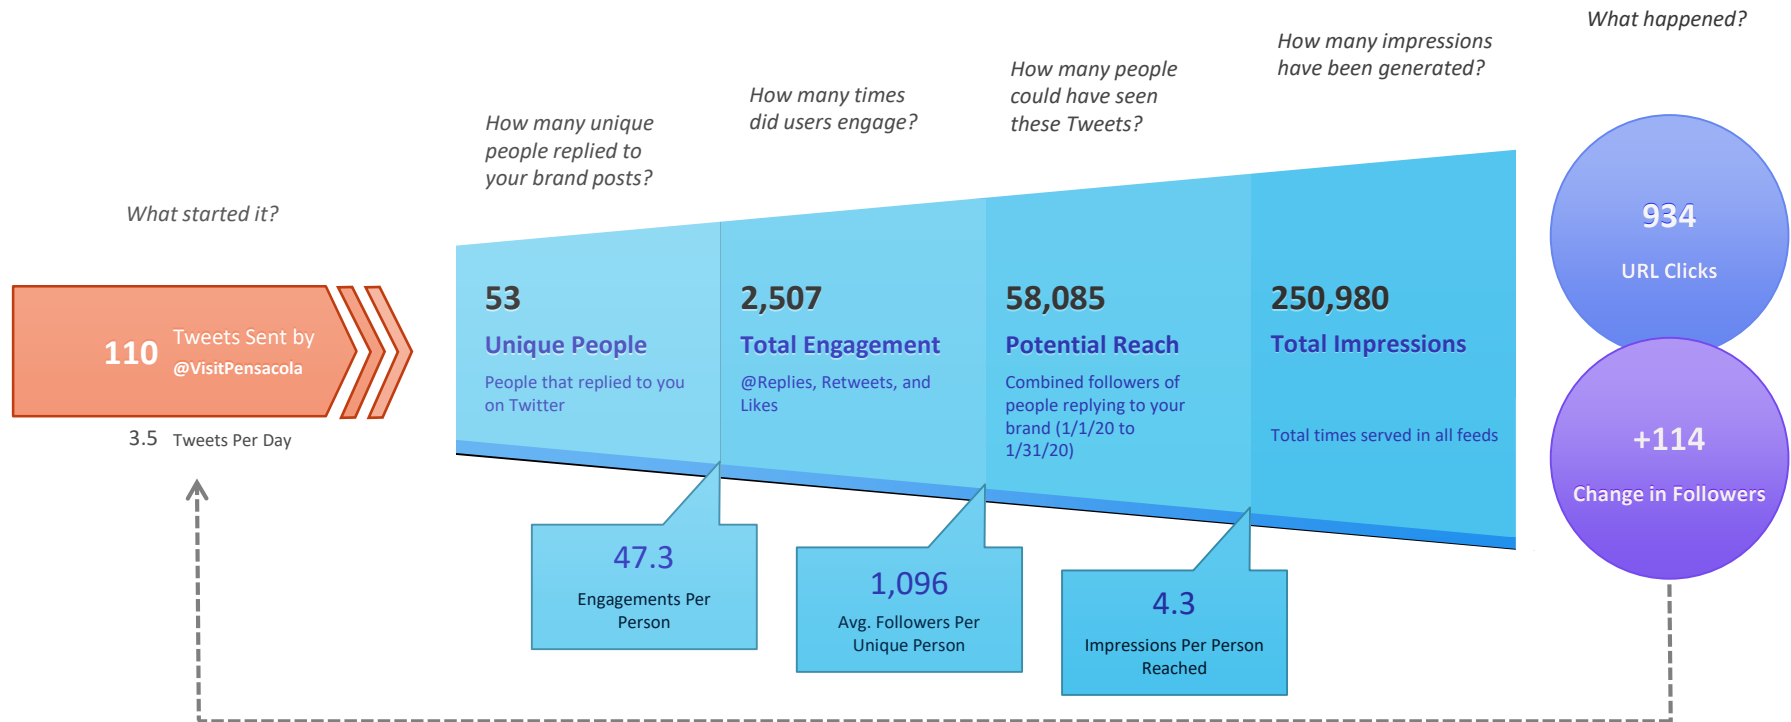 What started it?
110
Tweets Sent by
@VisitPensacola
3.5 Tweets Per Day
How many unique
people replied to
your brand posts?
53
Unique People
People that replied to you
on Twitter
47.3
Engagements Per
Person
How many times
did users engage?
2,507
Total Engagement
@Replies, Retweets, and
Likes
1,096
Avg. Followers Per
Unique Person
How many people
could have seen
these Tweets?
58,085
Potential Reach
Combined followers of
people replying to your
brand (1/1/20 to
1/31/20)
4.3
Impressions Per Person
Reached
How many impressions
have been generated?
250,980
Total Impressions
Total times served in all feeds
What happened?
934
URL Clicks
+114
Change in Followers